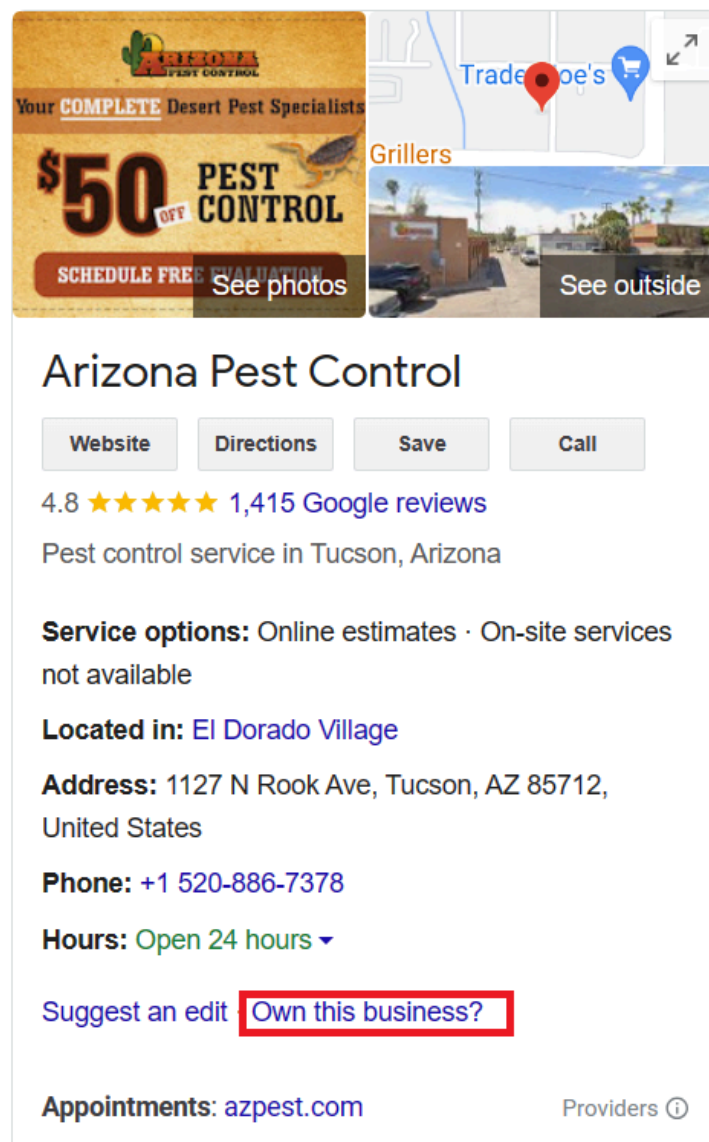 ARIZONA
PEST CONTROL
Your COMPLETE Desert Pest Specialists
$50 OFF PEST CONTROL
SCHEDULE FREE EVALUATION
See photos
Trader Joe's
Grillers
See outside
Arizona Pest Control
Website Directions Save Call
4.8 1,415 Google reviews
Pest control service in Tucson, Arizona
Service options: Online estimates · On-site services
not available
Located in: El Dorado Village
Address: 1127 N Rook Ave, Tucson, AZ 85712,
United States
Phone: +1 520-886-7378
Hours: Open 24 hours
Suggest an edit · Own this business?
Appointments: azpest.com Providers